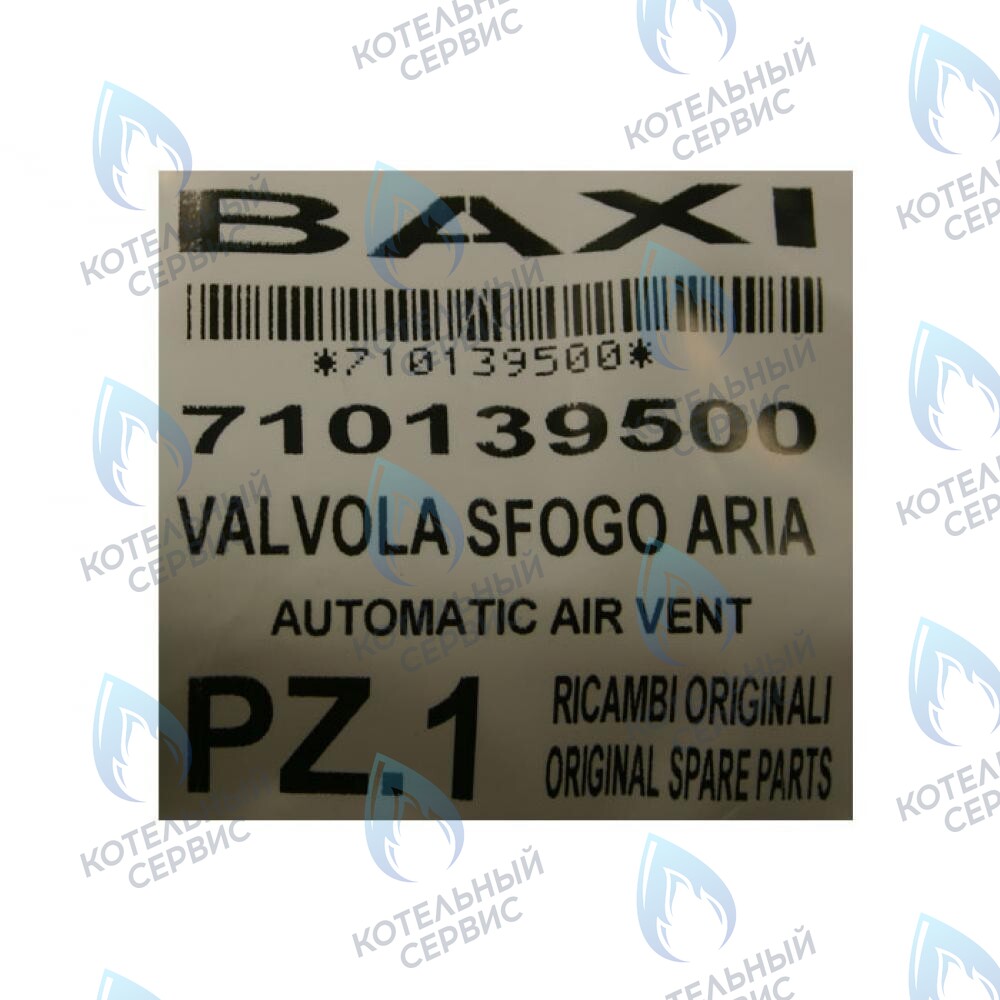 BAXI
*710139500*
710139500
VALVOLA SFOGO ARIA
AUTOMATIC AIR VENT
PZ.1
RICAMBI ORIGINALI
ORIGINAL SPARE PARTS
КОТЕЛЬНЫЙ
СЕРВИС